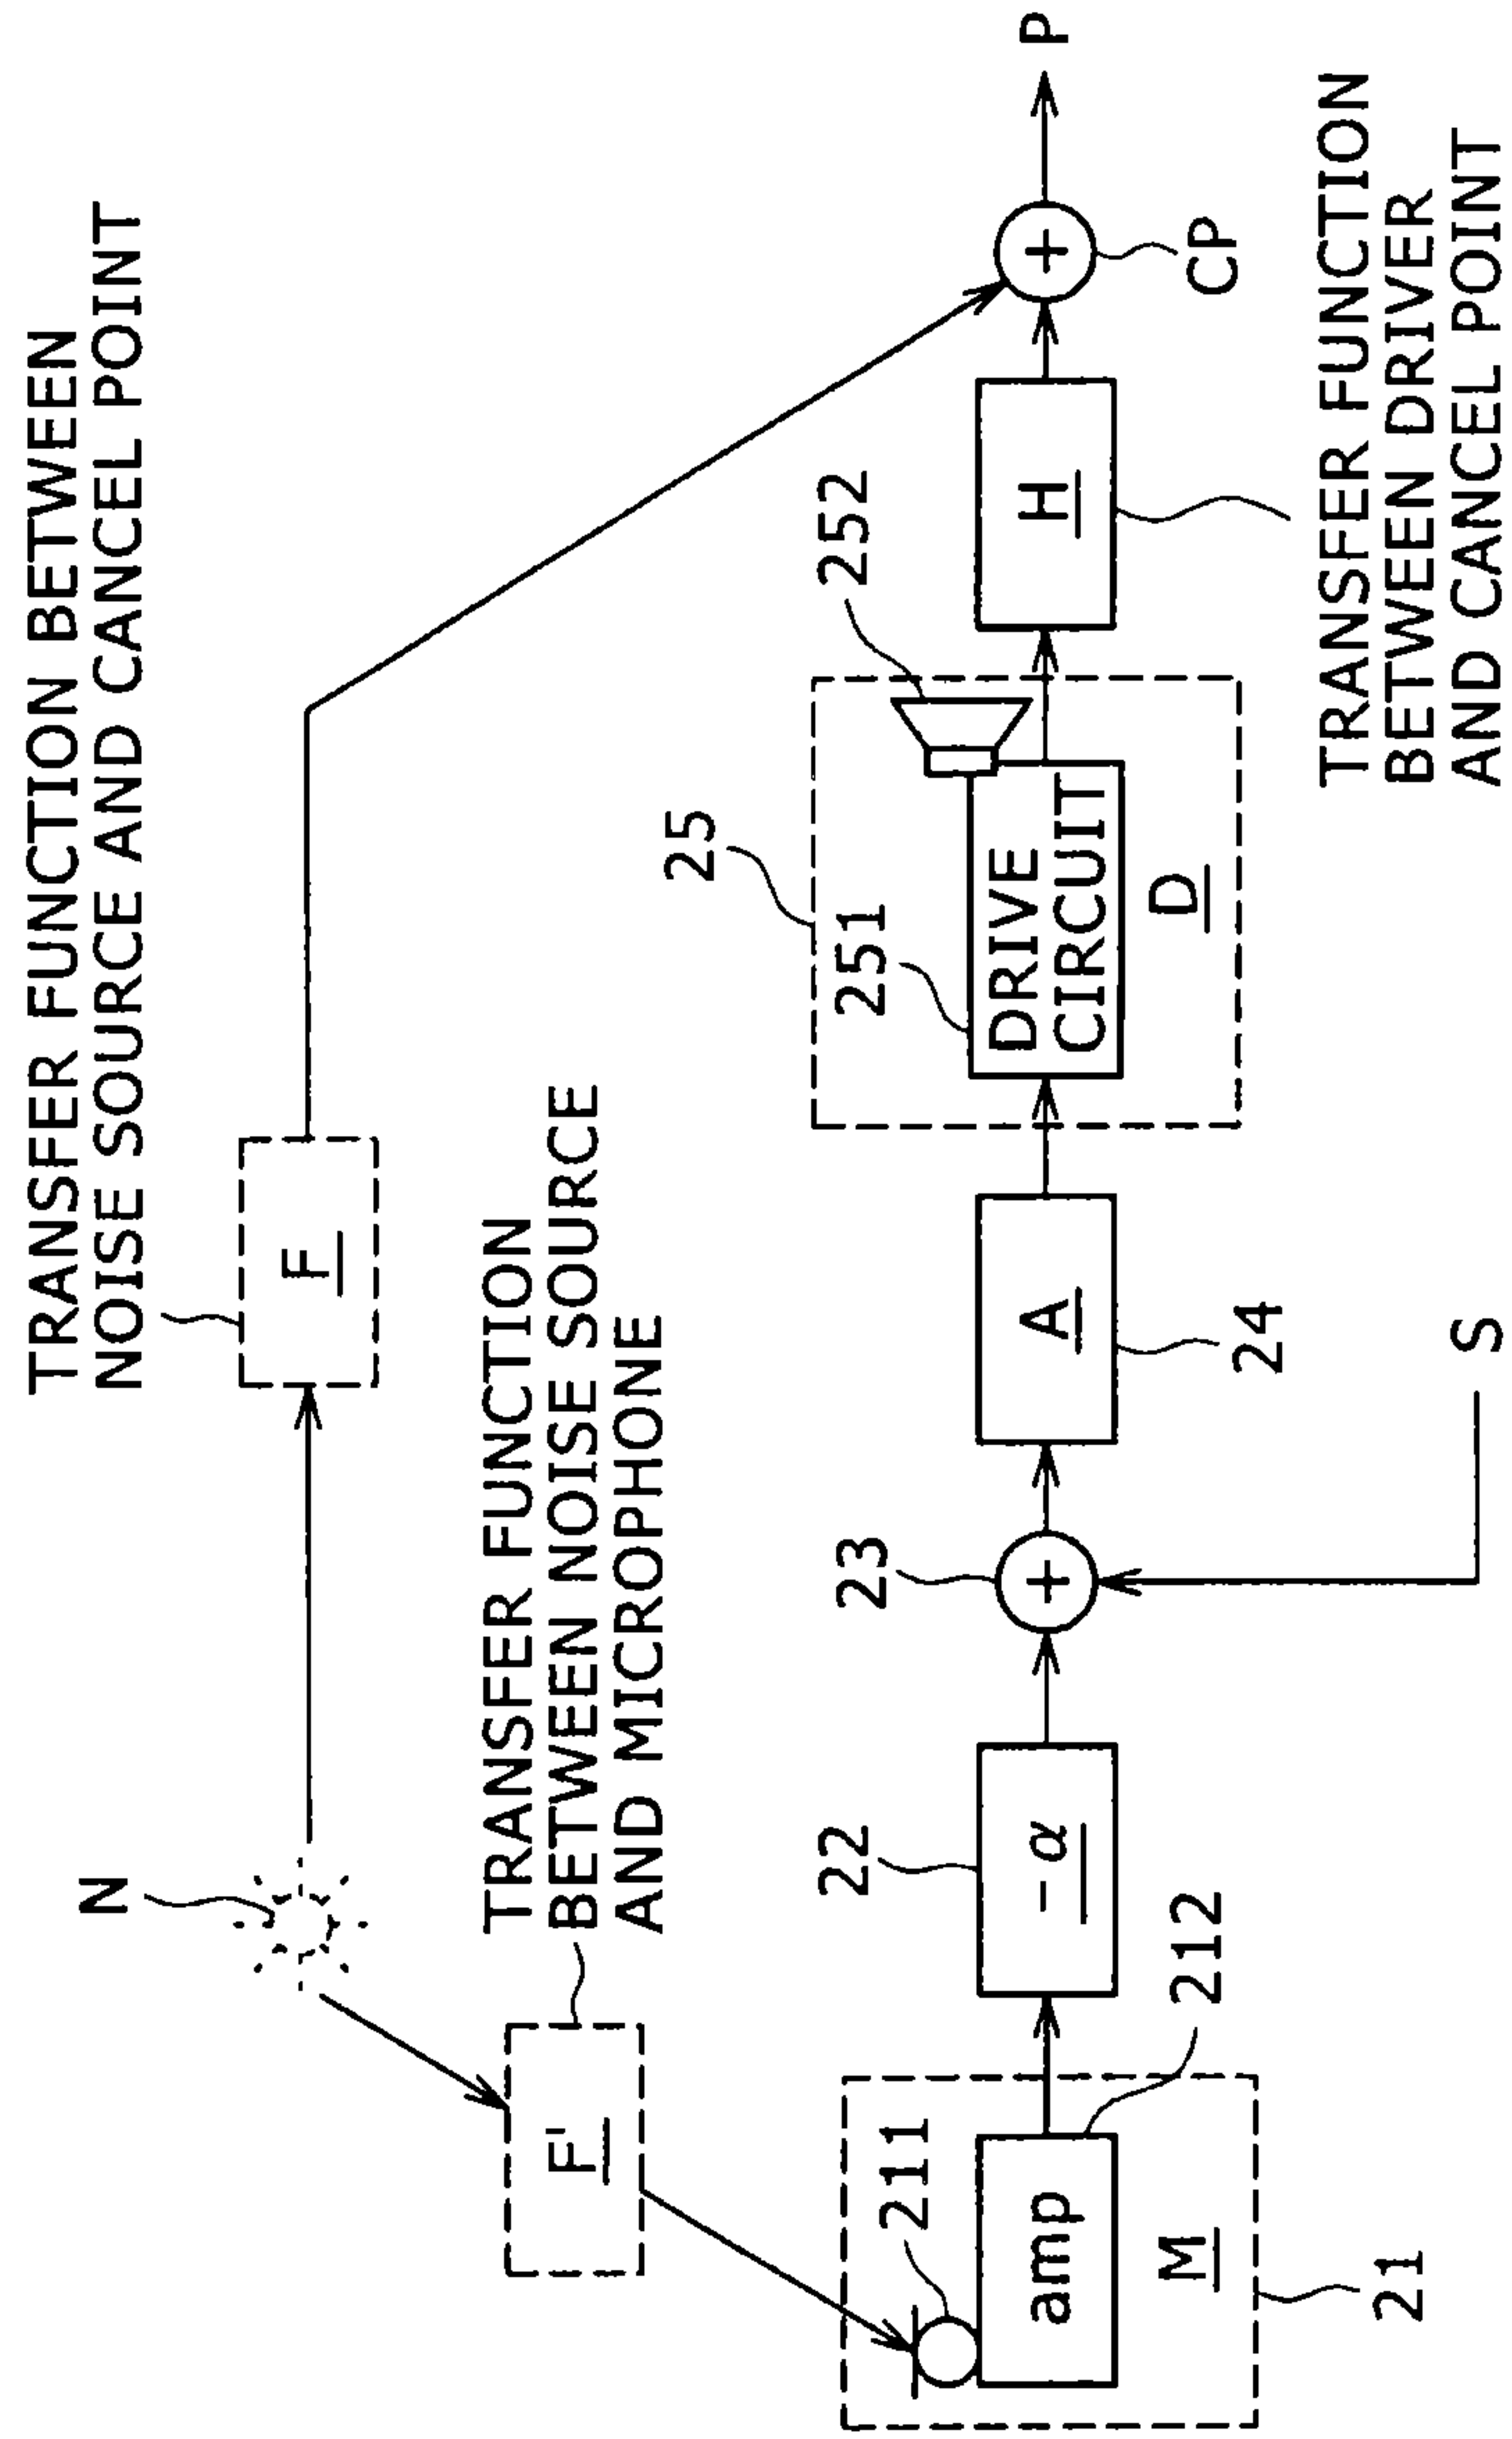 TRANSFER FUNCTION BETWEEN
NOISE SOURCE AND CANCEL POINT
N
F
TRANSFER FUNCTION
BETWEEN NOISE SOURCE
AND MICROPHONE
F'
25
211
22
23
251
252
amp
-α
+
A
DRIVE
CIRCUIT
H
+
P
M
212
24
D
CP
21
S
TRANSFER FUNCTION
BETWEEN DRIVER
AND CANCEL POINT